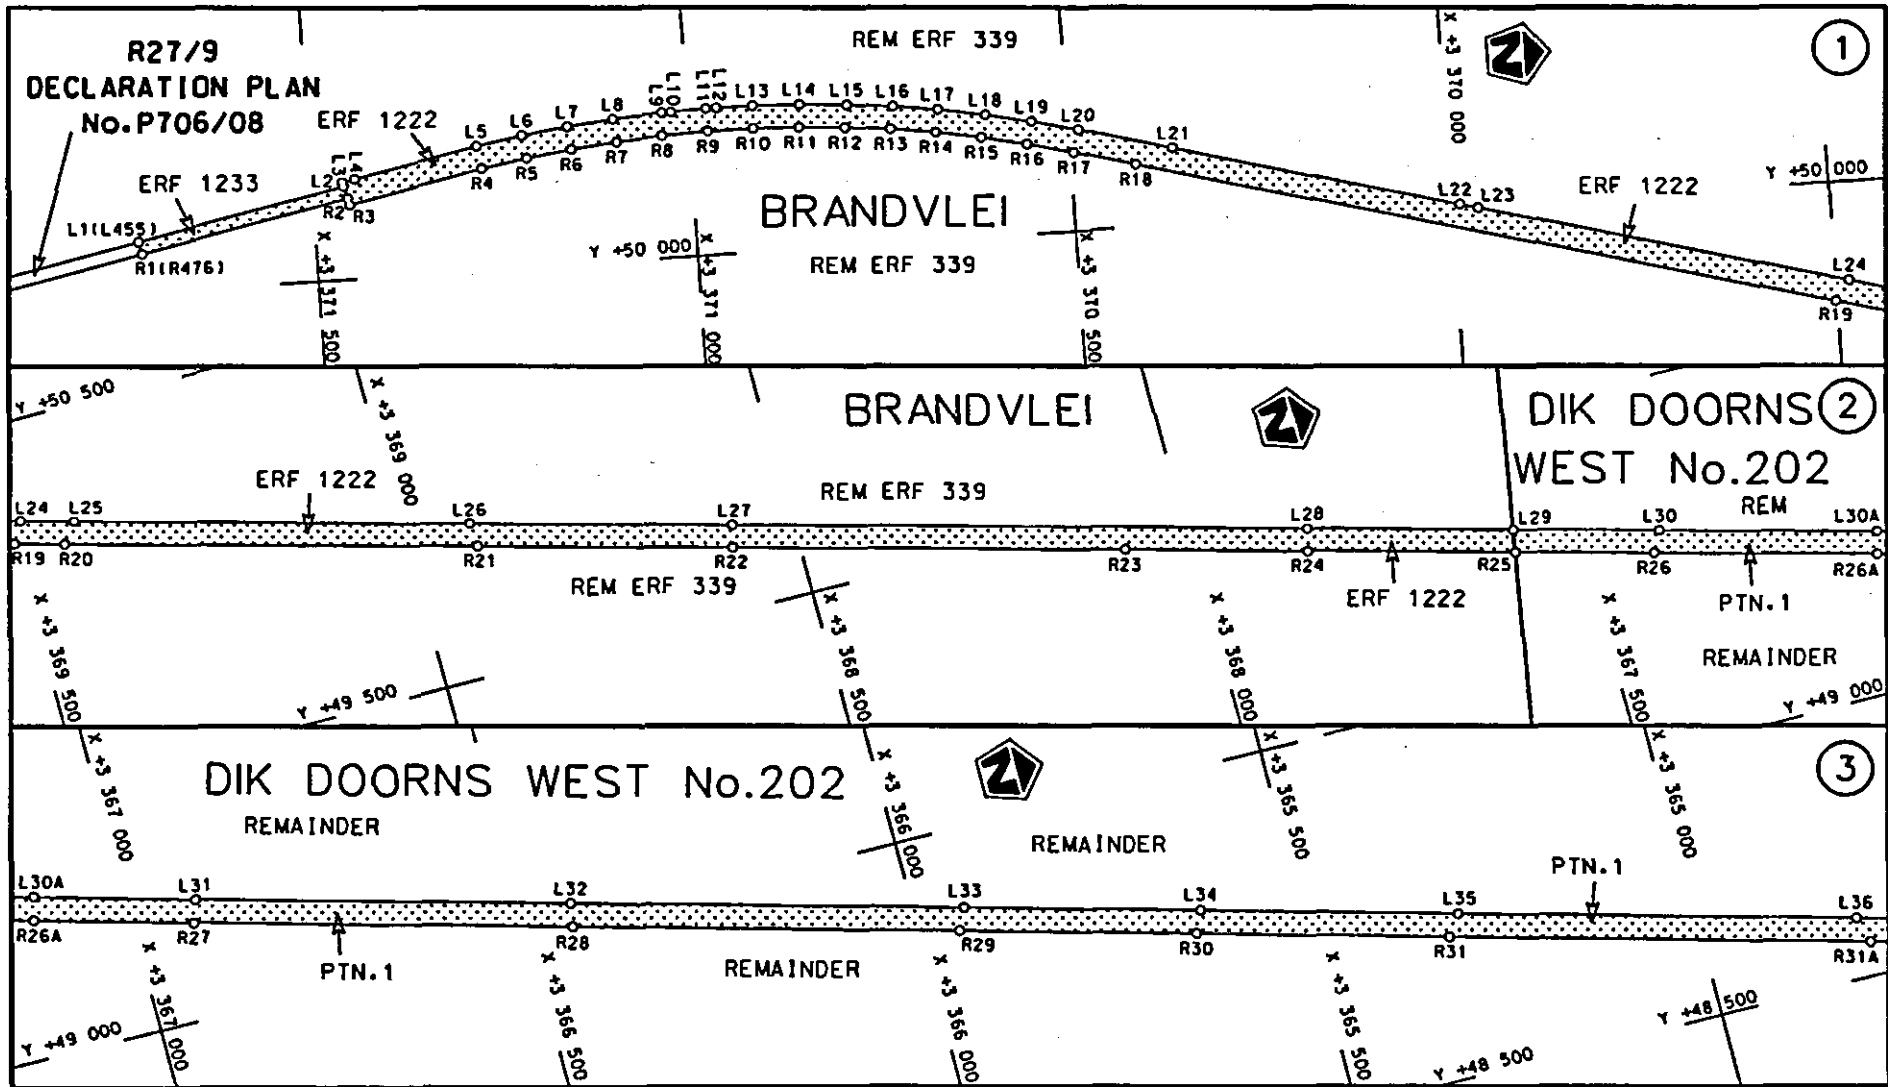 R27/9
DECLARATION PLAN
No.P706/08
REM ERF 339
X +3 370 000
1
ERF 1222
ERF 1233
L1(L455)
L2
L3
L4
L5
L6
L7
L8
L9
L10
L11
L12
L13
L14
L15
L16
L17
L18
L19
L20
L21
L22
L23
L24
R1(R476)
R2
R3
R4
R5
R6
R7
R8
R9
R10
R11
R12
R13
R14
R15
R16
R17
R18
R19
ERF 1222
Y +50 000
BRANDVLEI
REM ERF 339
Y +50 000
X +3 371 500
X +3 371 000
X +3 370 500
Y +50 500
X +3 369 000
BRANDVLEI
DIK DOORNS
WEST No.202
REM
2
ERF 1222
REM ERF 339
L24
L25
L26
L27
L28
L29
L30
L30A
R19
R20
R21
R22
R23
R24
R25
R26
R26A
REM ERF 339
ERF 1222
PTN.1
REMAINDER
X +3 369 500
Y +49 500
X +3 368 500
X +3 368 000
X +3 367 500
Y +49 000
X +3 367 000
DIK DOORNS WEST No.202
REMAINDER
X +3 366 000
REMAINDER
X +3 365 500
X +3 365 000
3
PTN.1
L30A
L31
L32
L33
L34
L35
L36
R26A
R27
R28
R29
R30
R31
R31A
PTN.1
REMAINDER
Y +49 000
X +3 367 000
X +3 366 500
X +3 366 000
X +3 365 500
Y +48 500
Y +48 500